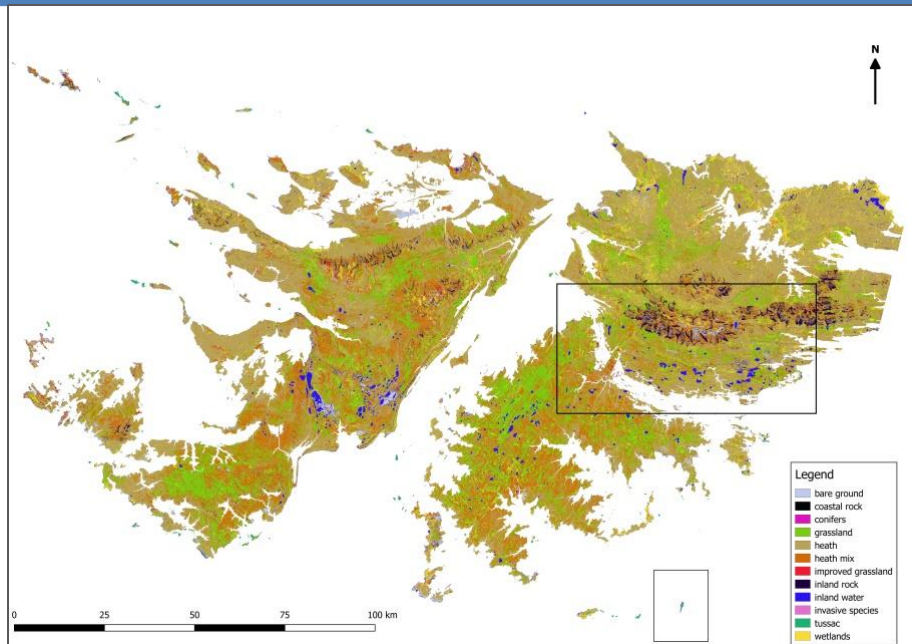 N
Legend
bare ground
coastal rock
conifers
grassland
heath
heath mix
improved grassland
inland rock
inland water
invasive species
tussac
wetlands
0 25 50 75 100 km